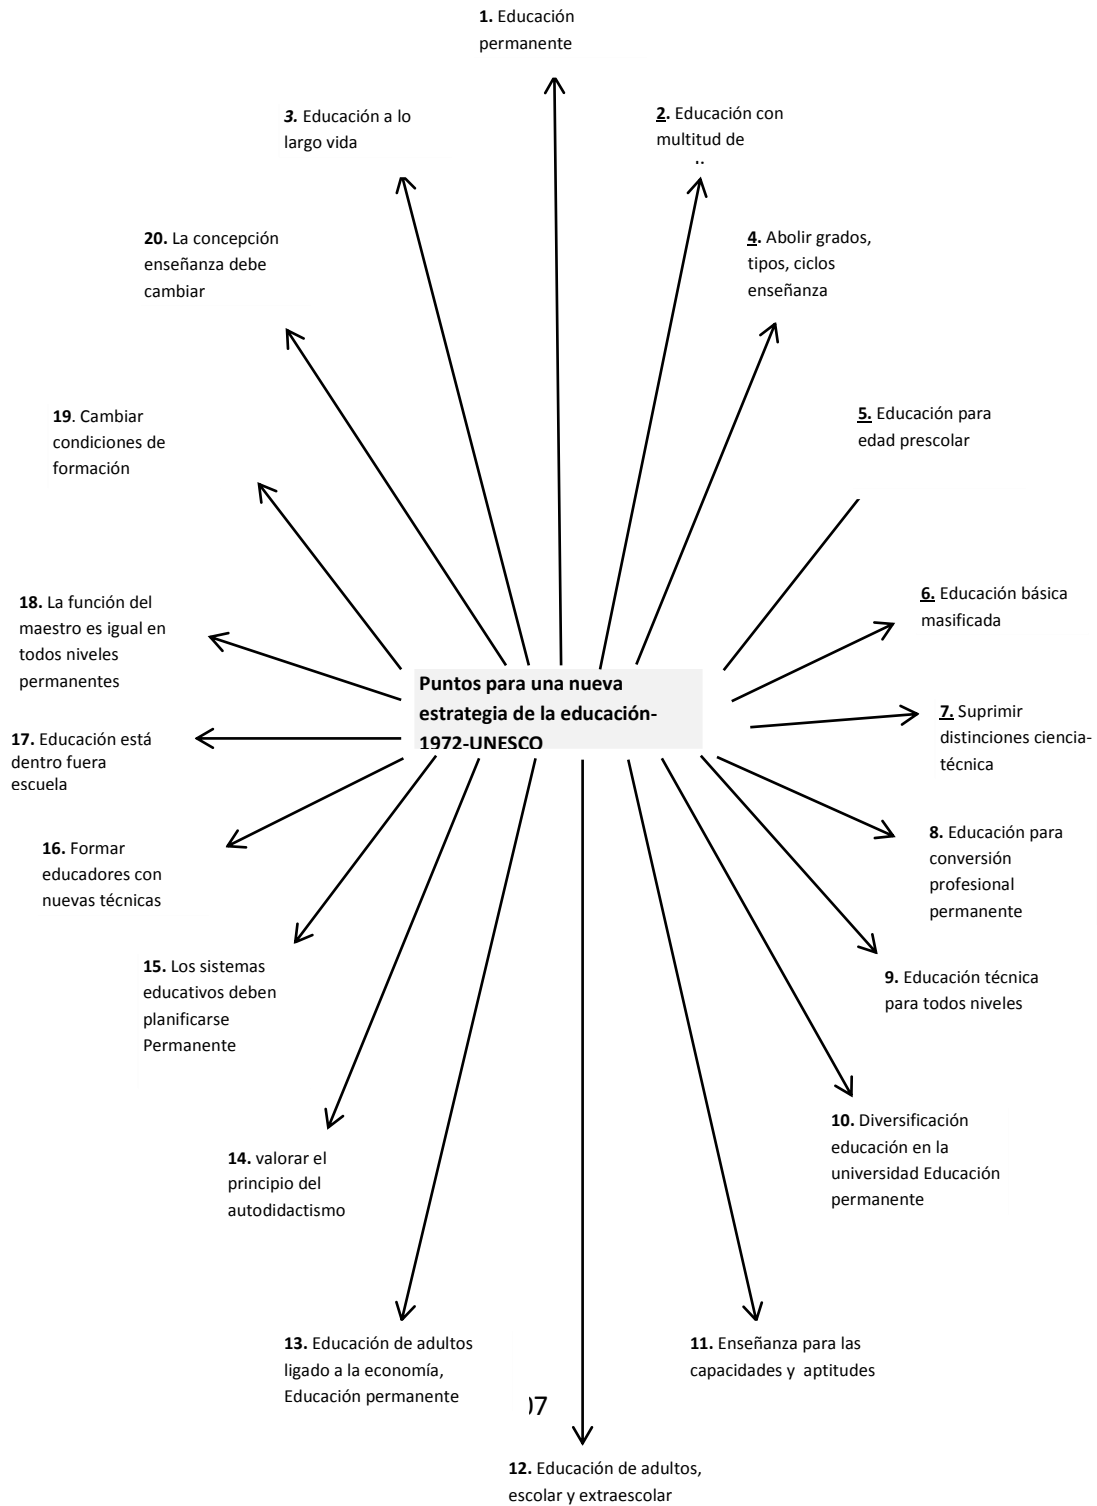 1. Educación
permanente
2. Educación con
multitud de
3. Educación a lo
largo vida
4. Abolir grados,
tipos, ciclos
enseñanza
5. Educación para
edad prescolar
6. Educación básica
masificada
7. Suprimir
distinciones ciencia-
técnica
8. Educación para
conversión
profesional
permanente
9. Educación técnica
para todos niveles
10. Diversificación
educación en la
universidad Educación
permanente
11. Enseñanza para las
capacidades y aptitudes
12. Educación de adultos,
escolar y extraescolar
13. Educación de adultos
ligado a la economía,
Educación permanente
14. valorar el
principio del
autodidactismo
15. Los sistemas
educativos deben
planificarse
Permanente
16. Formar
educadores con
nuevas técnicas
17. Educación está
dentro fuera
escuela
18. La función del
maestro es igual en
todos niveles
permanentes
19. Cambiar
condiciones de
formación
20. La concepción
enseñanza debe
cambiar
Puntos para una nueva
estrategia de la educación-
1972-UNESCO